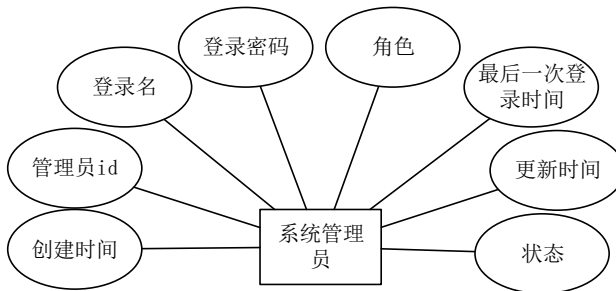 登录密码
角色
登录名
最后一次登
录时间
管理员id
更新时间
系统管理
员
创建时间
状态